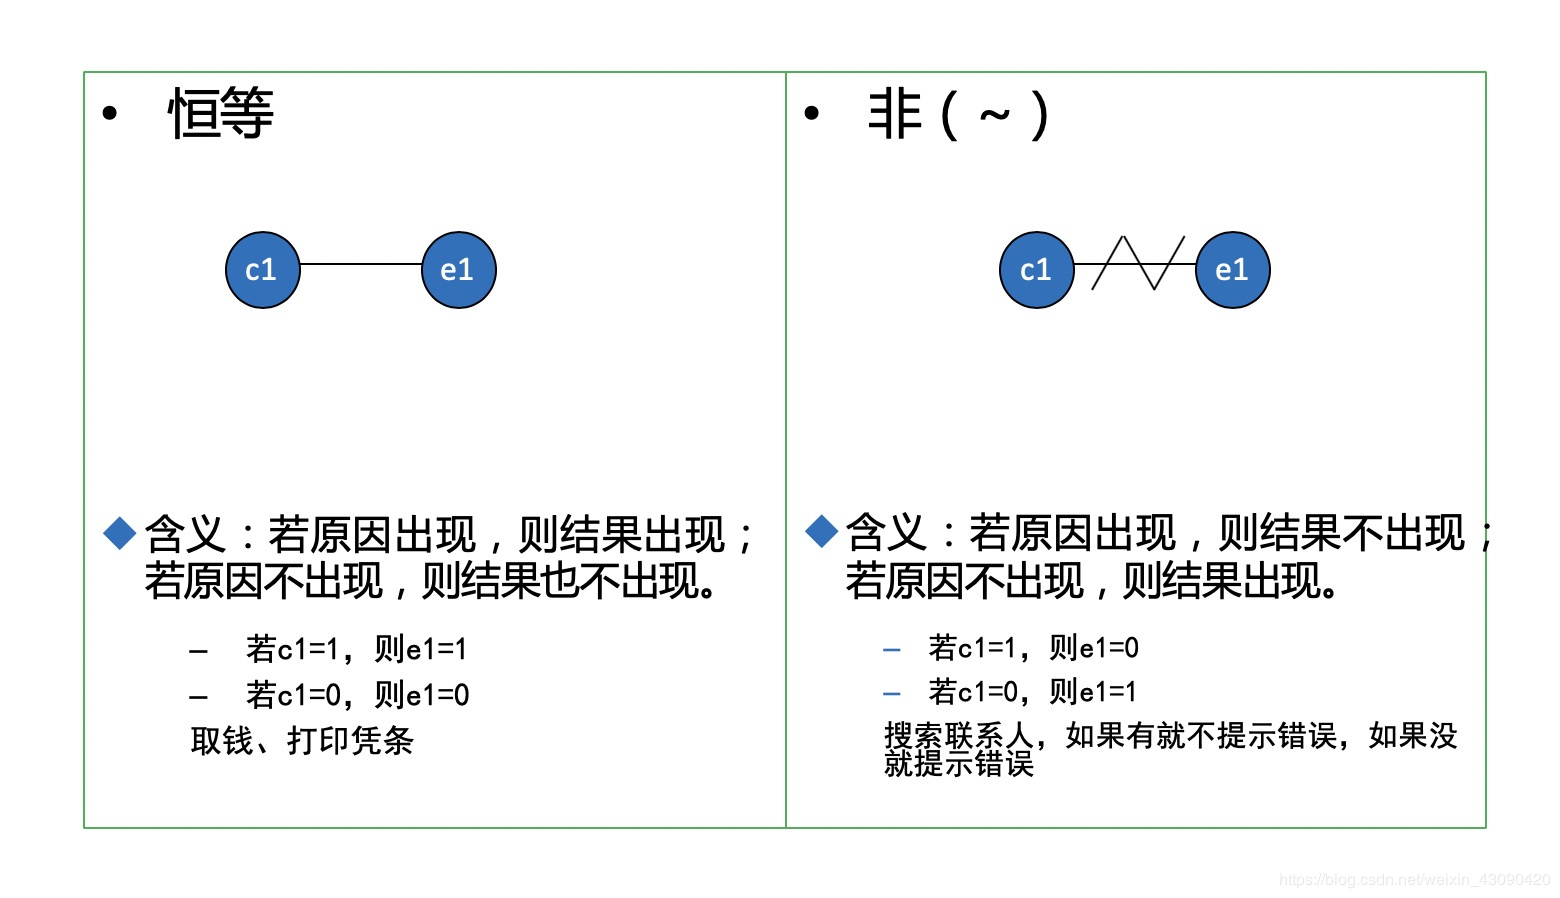 • 恒等
c1
e1
◆含义：若原因出现，则结果出现；
若原因不出现，则结果也不出现。
– 若c1=1，则e1=1
– 若c1=0，则e1=0
取钱、打印凭条
• 非（~）
c1
e1
◆含义：若原因出现，则结果不出现；
若原因不出现，则结果出现。
– 若c1=1，则e1=0
– 若c1=0，则e1=1
搜索联系人，如果有就不提示错误，如果没
就提示错误
https://blog.csdn.net/weixin_43090420